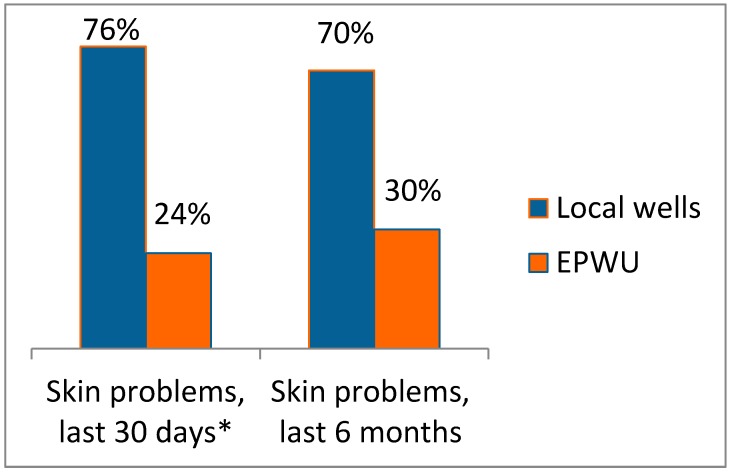 76%
70%
24%
30%
Local wells
EPWU
Skin problems,
last 30 days*
Skin problems,
last 6 months